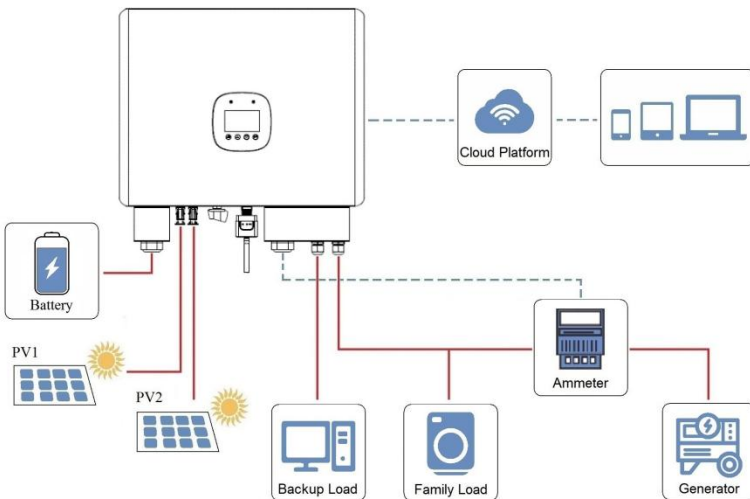 Cloud Platform
Battery
PV1
PV2
Ammeter
Backup Load
Family Load
Generator